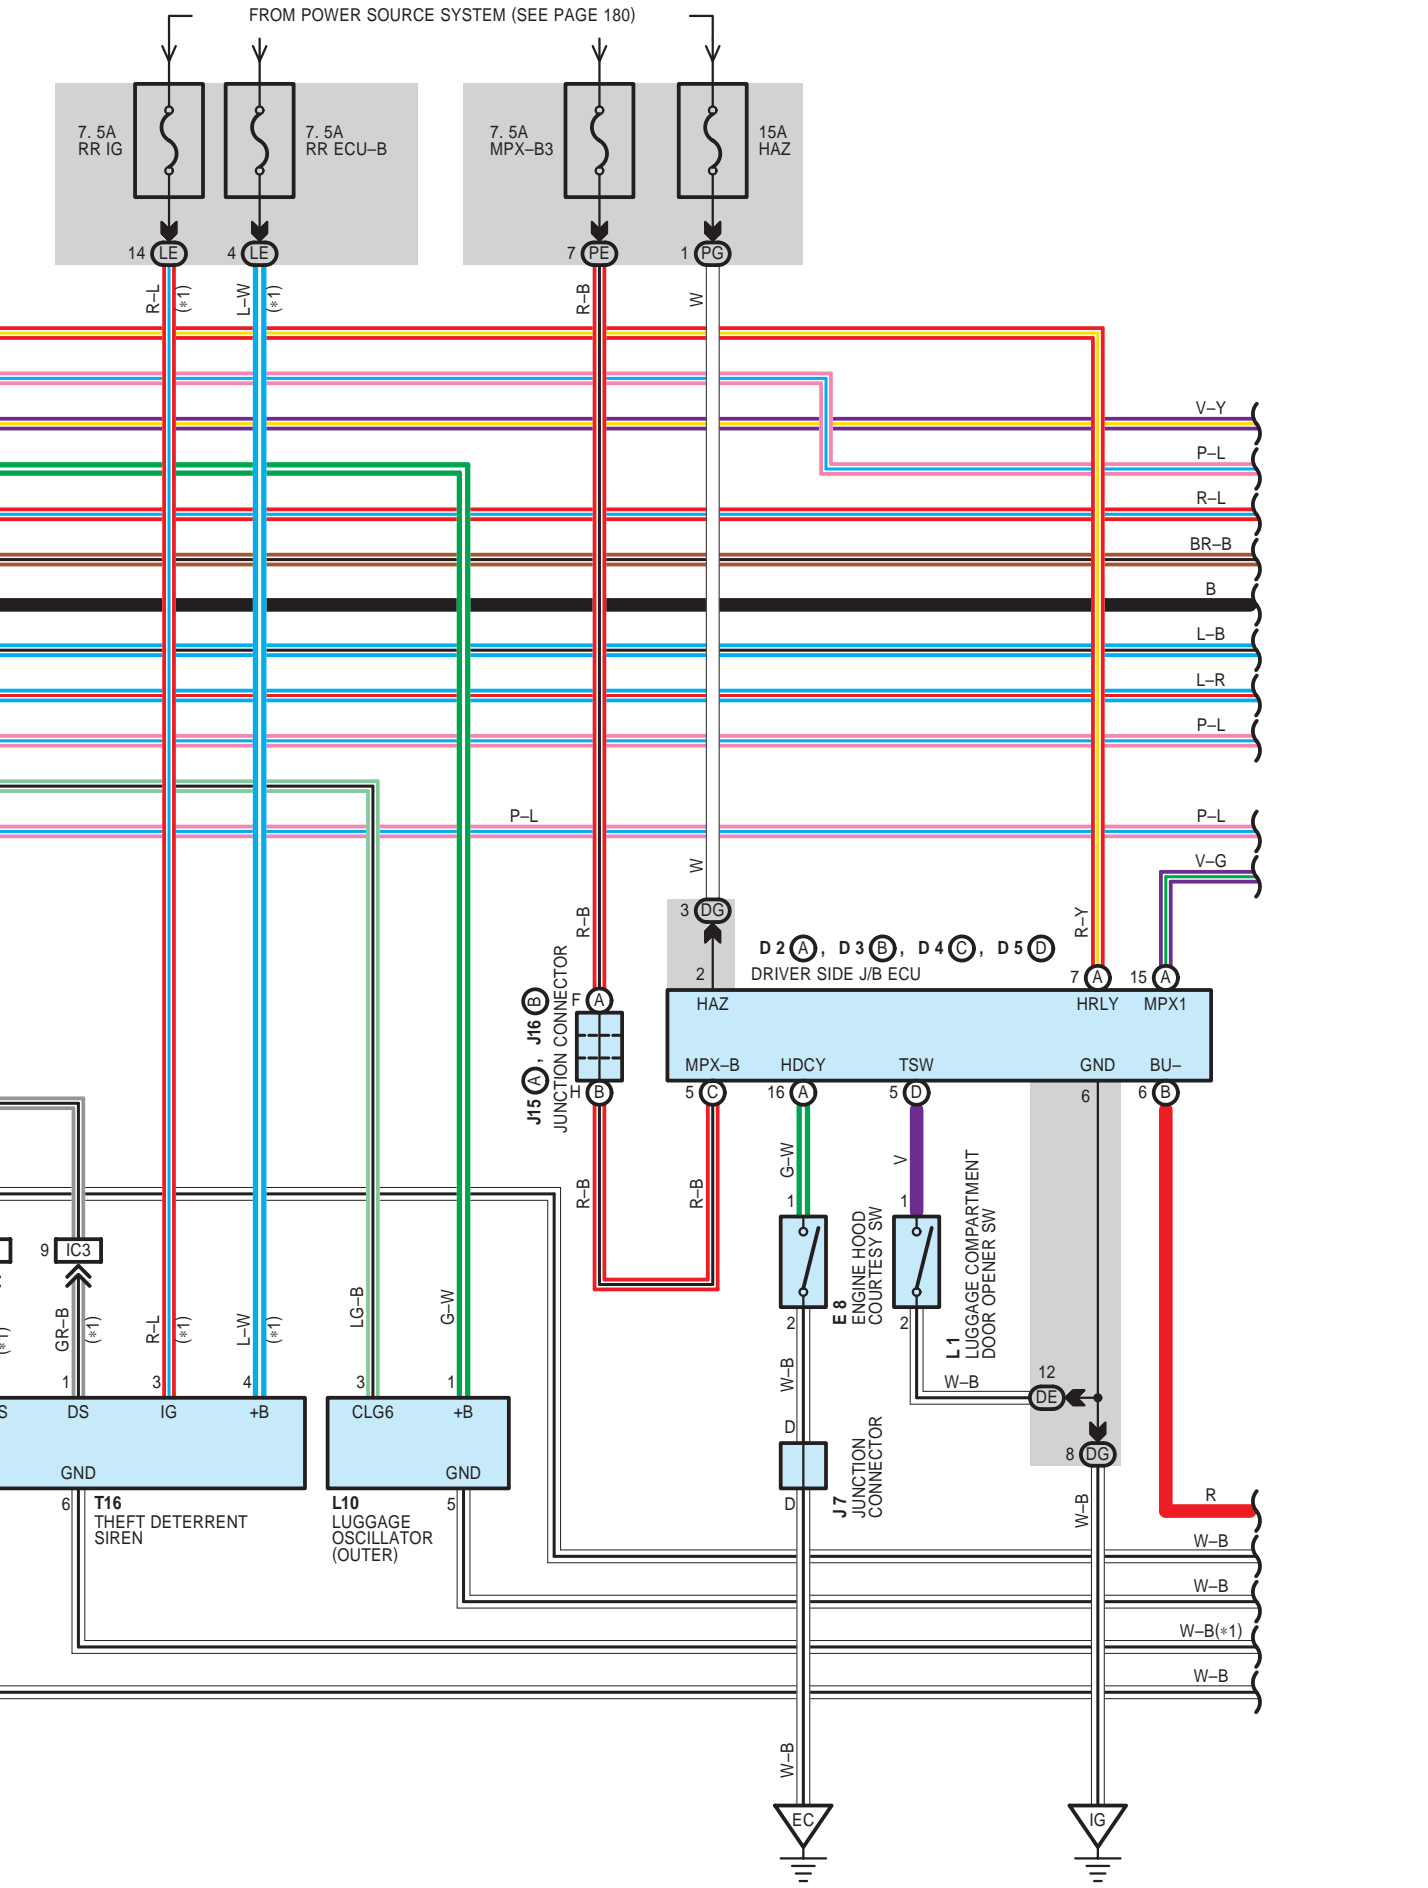 FROM POWER SOURCE SYSTEM (SEE PAGE 180)
7. 5A
RR IG
7. 5A
RR ECU–B
7. 5A
MPX–B3
15A
HAZ
14 LE
4 LE
7 PE
1 PG
R–L
(*1)
L–W
(*1)
R–B
W
V–Y
P–L
R–L
BR–B
B
L–B
L–R
P–L
P–L
P–L
V–G
W
R–B
R–Y
3 DG
2
D 2 A , D 3 B , D 4 C , D 5 D
DRIVER SIDE J/B ECU
7 A
15 A
HAZ
HRLY
MPX1
MPX–B
HDCY
TSW
GND
BU–
F A
J15 A , J16 B
JUNCTION CONNECTOR
H B
5 C
16 A
5 D
6
6 B
R–B
R–B
G–W
V
1
1
E 8
ENGINE HOOD
COURTESY SW
L 1
LUGGAGE COMPARTMENT
DOOR OPENER SW
2
2
9 IC3
(*1)
GR–B
(*1)
R–L
(*1)
L–W
(*1)
LG–B
G–W
W–B
W–B
12
DE
1
3
4
3
1
S
DS
IG
+B
CLG6
+B
GND
GND
D
J 7
JUNCTION
CONNECTOR
D
8 DG
6
T16
THEFT DETERRENT
SIREN
L10
LUGGAGE
OSCILLATOR
(OUTER)
5
W–B
R
W–B
W–B
W–B(*1)
W–B
W–B
EC
IG